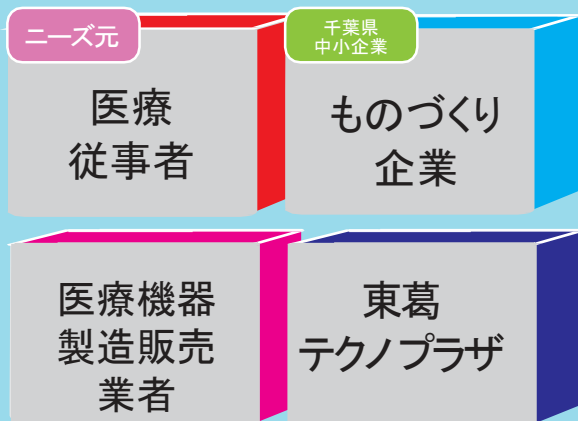 ニーズ元
医療
従事者
千葉県
中小企業
ものづくり
企業
医療機器
製造販売
業者
東葛
テクノプラザ